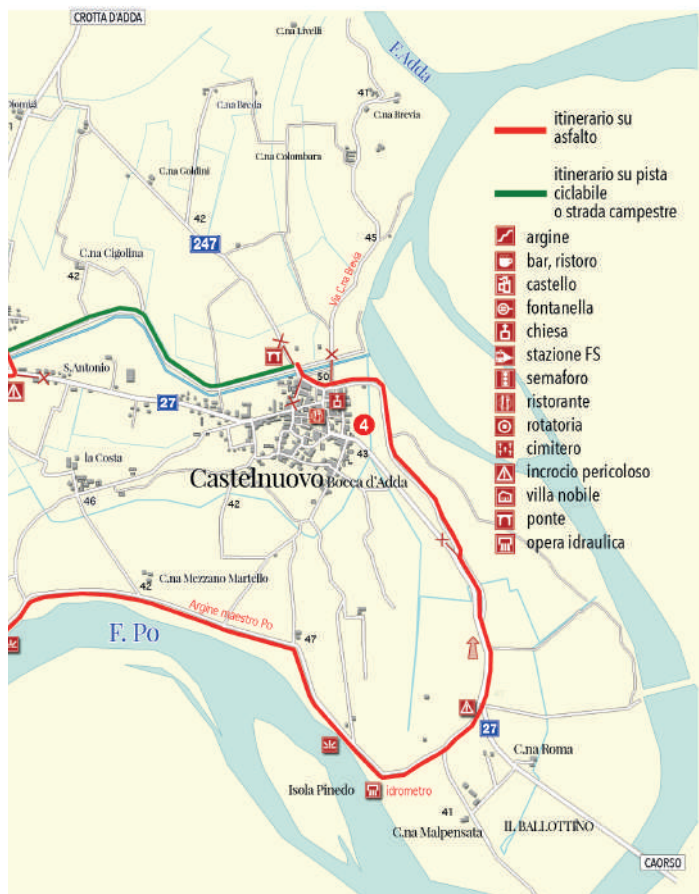 CROTTA D'ADDA
C.na Livelli
F.Adda
41
C.na Breda
C.na Brevia
itinerario su
asfalto
C.na Colombara
C.na Goldini
itinerario su pista
ciclabile
o strada campestre
42
247
45
argine
C.na Cigolina
bar, ristoro
42
castello
Via C.na Brevia
fontanella
chiesa
stazione FS
S.Antonio
50
semaforo
27
ristorante
4
rotatoria
la Costa
43
cimitero
Castelnuovo Bocca d'Adda
incrocio pericoloso
46
42
villa nobile
ponte
opera idraulica
C.na Mezzano Martello
42
Argine maestro Po
F. Po
47
27
C.na Roma
Isola Pinedo
idrometro
41
IL BALLOTTINO
C.na Malpensata
CAORSO